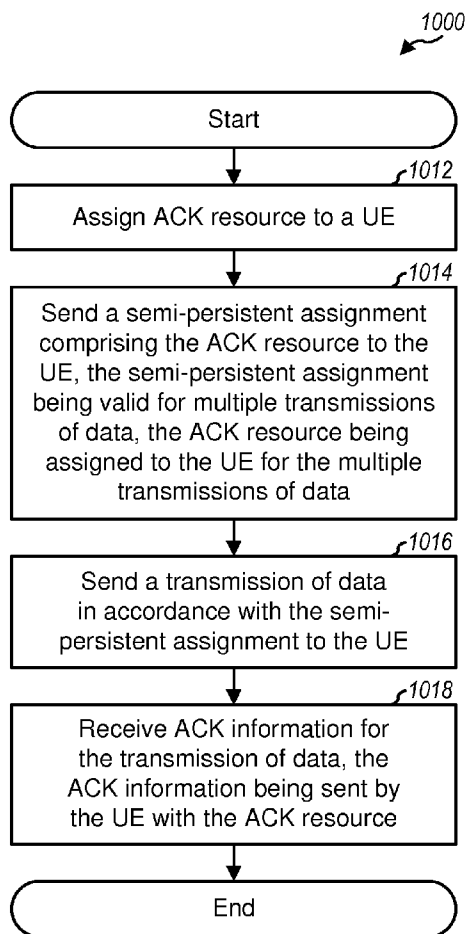 1000
Start
1012
Assign ACK resource to a UE
1014
Send a semi-persistent assignment
comprising the ACK resource to the
UE, the semi-persistent assignment
being valid for multiple transmissions
of data, the ACK resource being
assigned to the UE for the multiple
transmissions of data
1016
Send a transmission of data
in accordance with the semi-
persistent assignment to the UE
1018
Receive ACK information for
the transmission of data, the
ACK information being sent by
the UE with the ACK resource
End